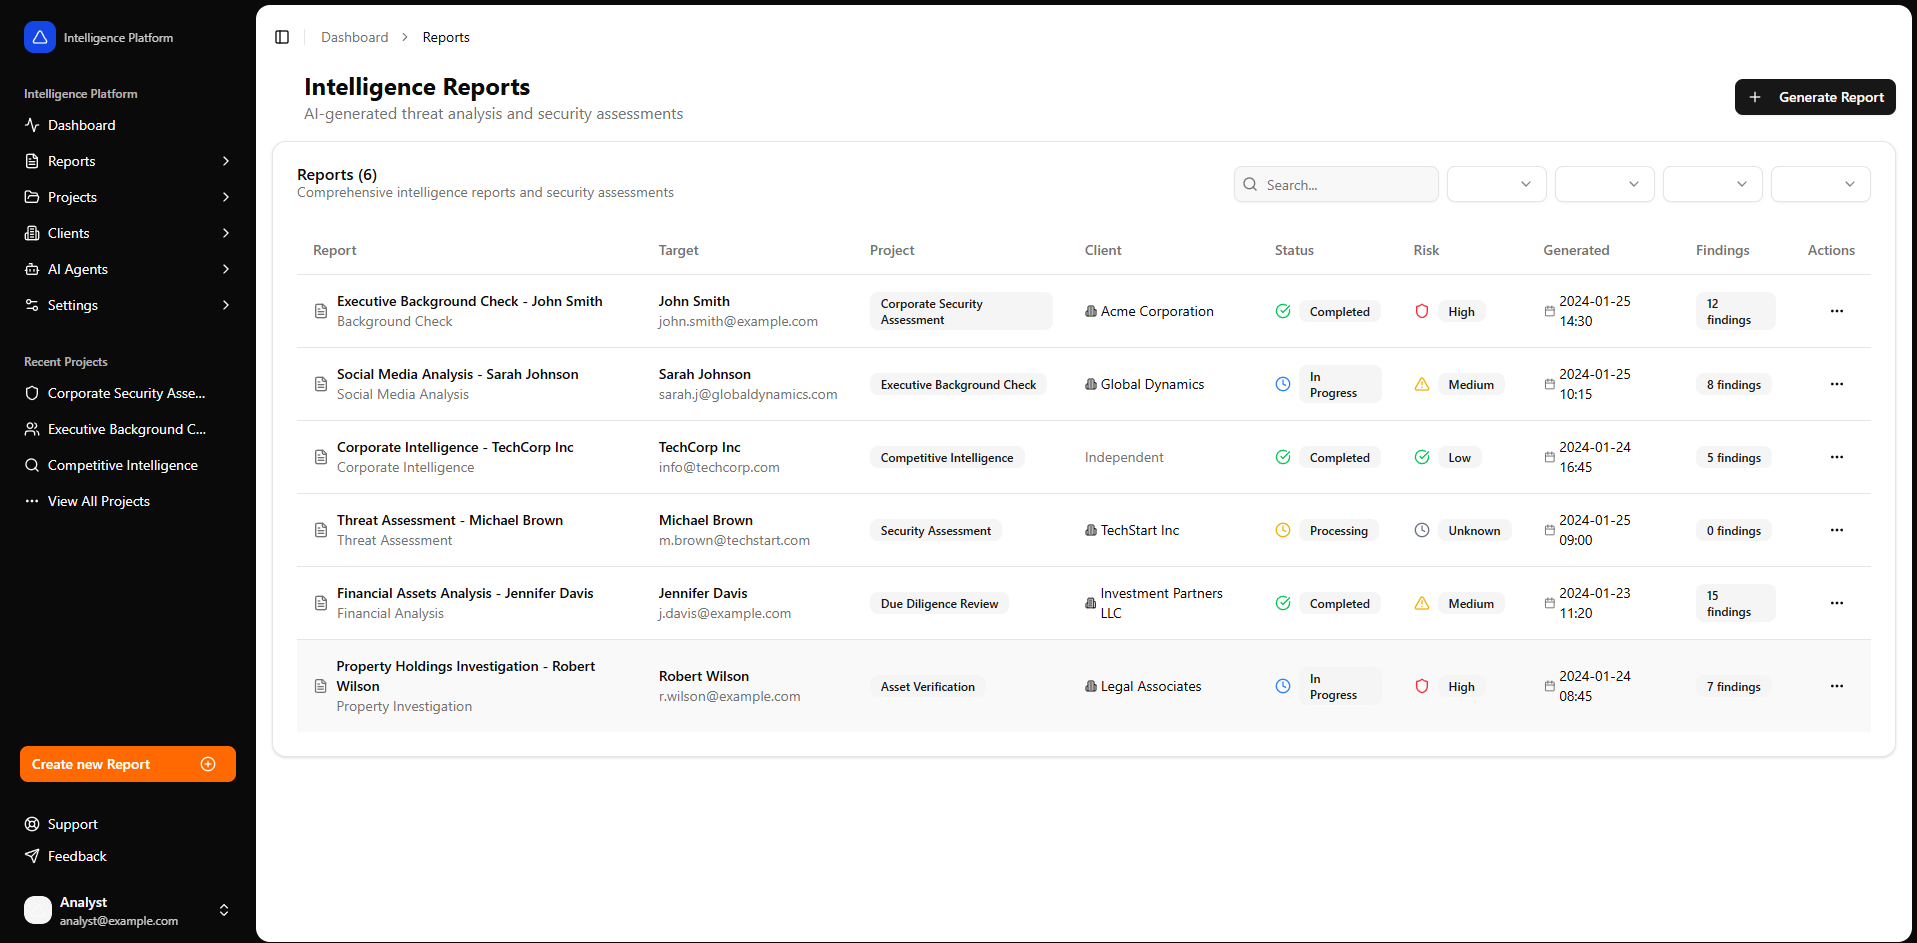 Intelligence Platform
Intelligence Platform
Dashboard
Reports
Projects
Clients
AI Agents
Settings
Recent Projects
Corporate Security Asse...
Executive Background C...
Competitive Intelligence
View All Projects
Create new Report
Support
Feedback
Analyst
analyst@example.com
Dashboard > Reports
Intelligence Reports
AI-generated threat analysis and security assessments
Generate Report
Reports (6)
Comprehensive intelligence reports and security assessments
Search...
Report Target Project Client Status Risk Generated Findings Actions
Executive Background Check - John Smith
Background Check
John Smith
john.smith@example.com
Corporate Security
Assessment
Acme Corporation
Completed
High
2024-01-25
14:30
12
findings
Social Media Analysis - Sarah Johnson
Social Media Analysis
Sarah Johnson
sarah.j@globaldynamics.com
Executive Background Check
Global Dynamics
In
Progress
Medium
2024-01-25
10:15
8 findings
Corporate Intelligence - TechCorp Inc
Corporate Intelligence
TechCorp Inc
info@techcorp.com
Competitive Intelligence
Independent
Completed
Low
2024-01-24
16:45
5 findings
Threat Assessment - Michael Brown
Threat Assessment
Michael Brown
m.brown@techstart.com
Security Assessment
TechStart Inc
Processing
Unknown
2024-01-25
09:00
0 findings
Financial Assets Analysis - Jennifer Davis
Financial Analysis
Jennifer Davis
j.davis@example.com
Due Diligence Review
Investment Partners
LLC
Completed
Medium
2024-01-23
11:20
15
findings
Property Holdings Investigation - Robert
Wilson
Property Investigation
Robert Wilson
r.wilson@example.com
Asset Verification
Legal Associates
In
Progress
High
2024-01-24
08:45
7 findings